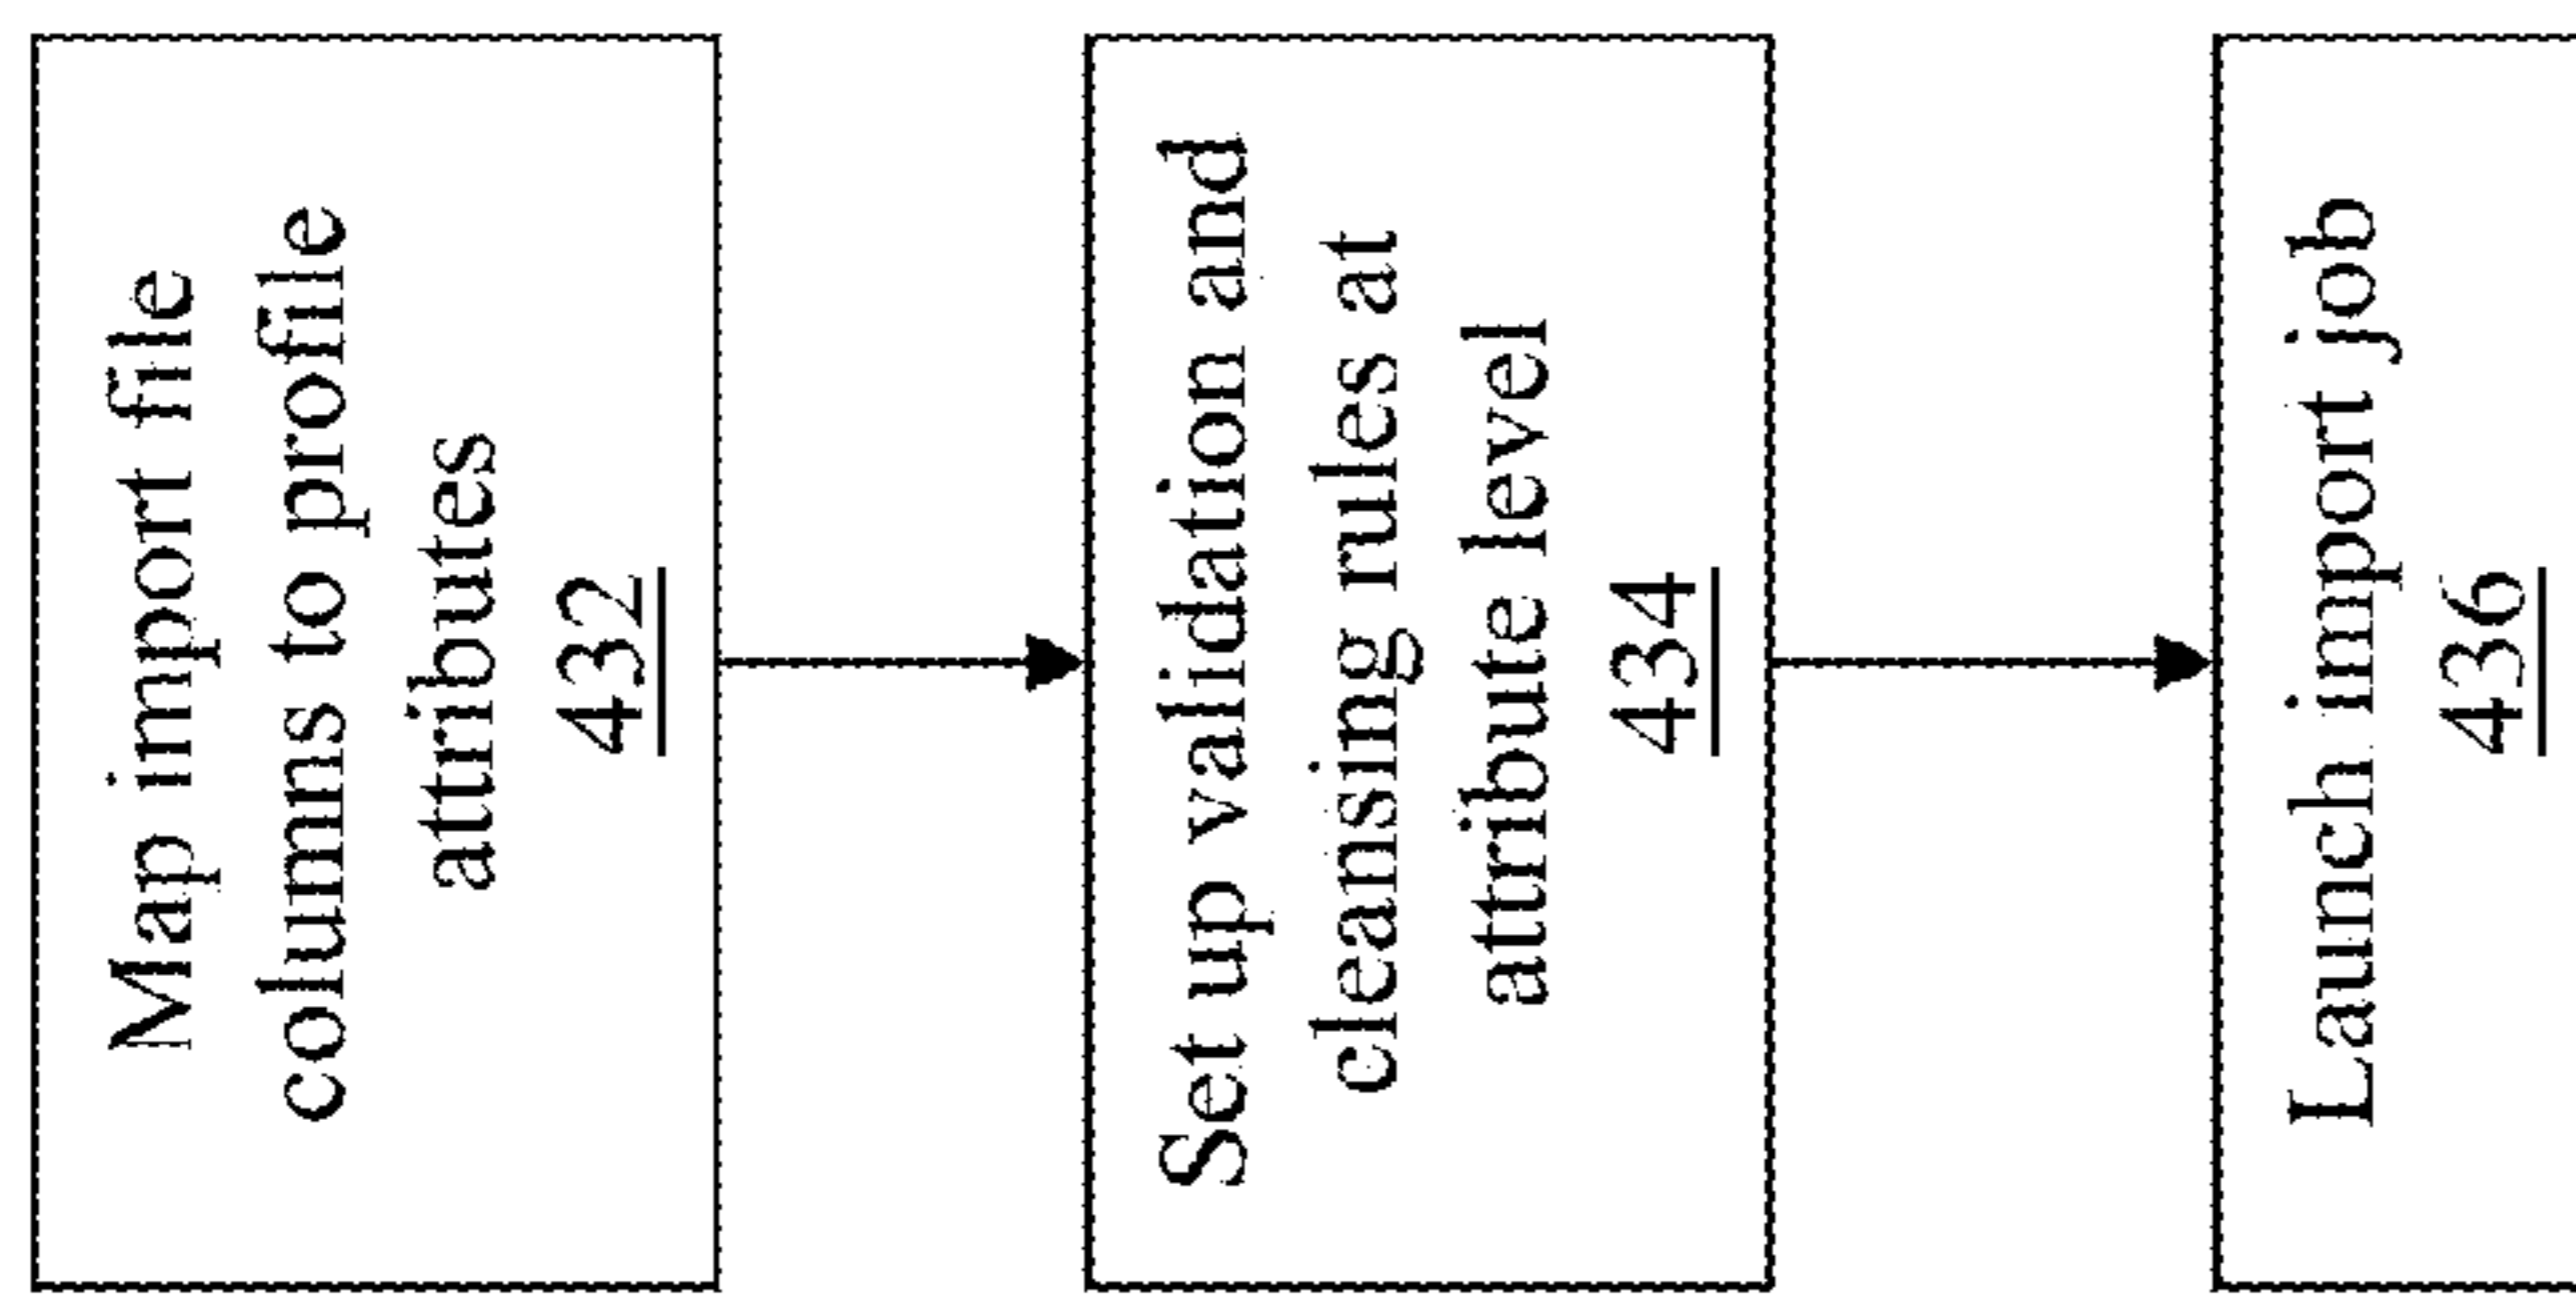 Map import file
columns to profile
attributes
432
Set up validation and
cleansing rules at
attribute level
434
Launch import job
436